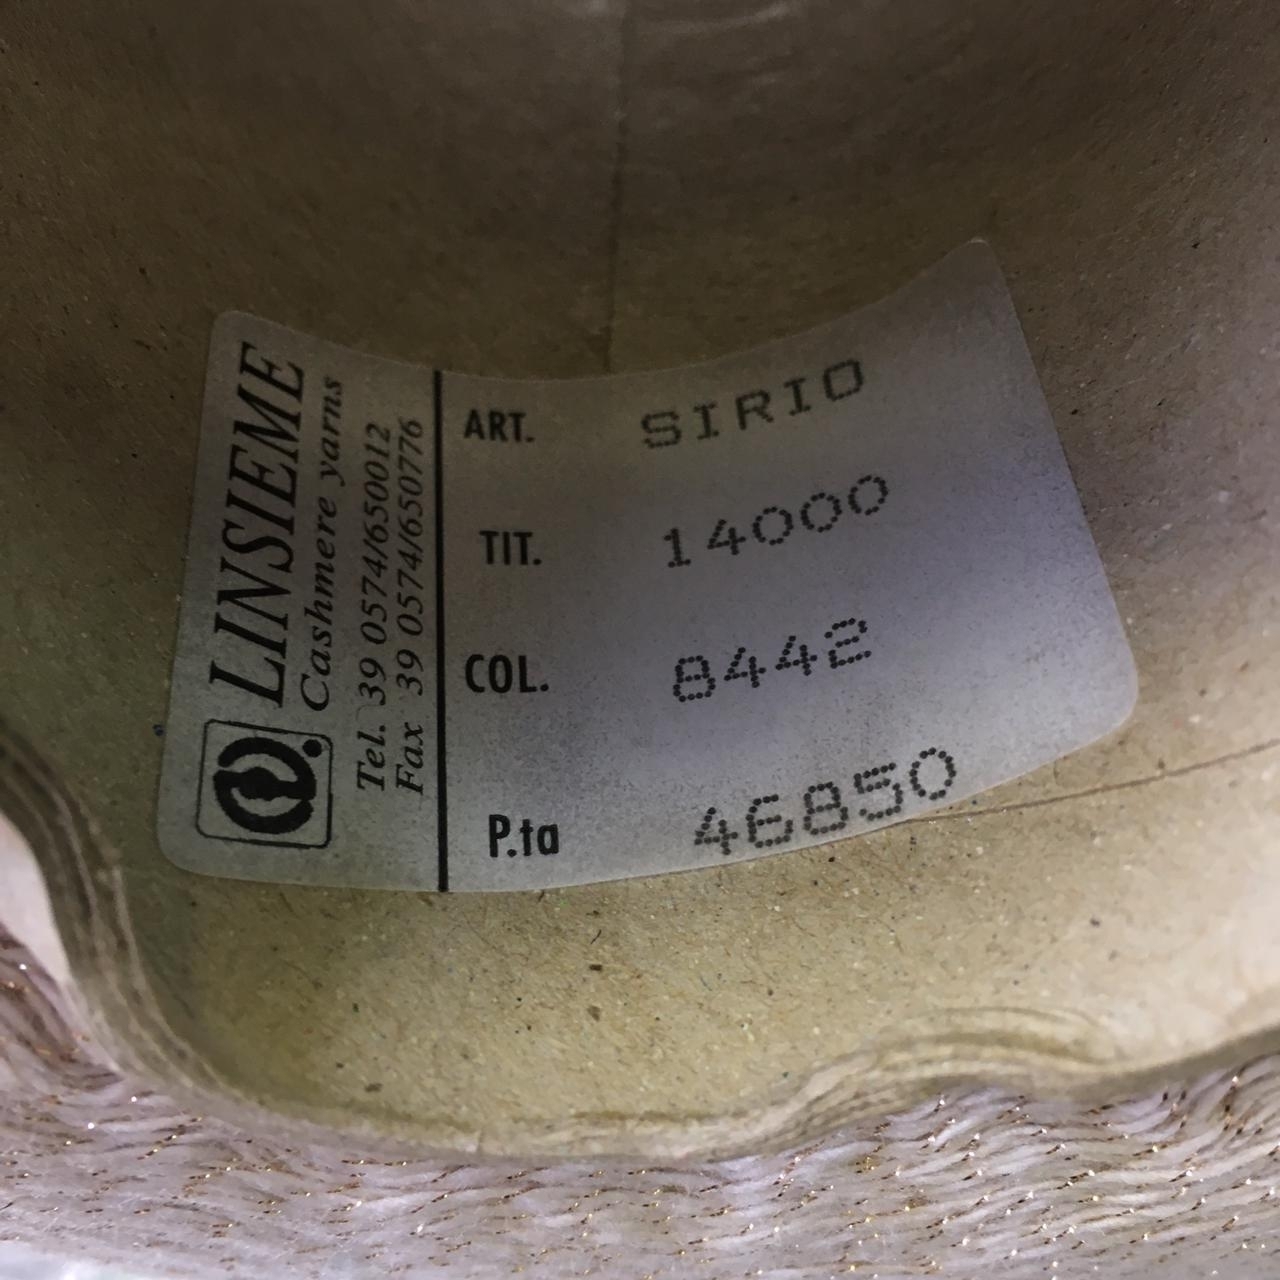 LINSIEME
Cashmere yarns
Tel. 39 0574/650012
Fax 39 0574/650776
ART. SIRIO
TIT. 14000
COL. 8442
P.ta 46850